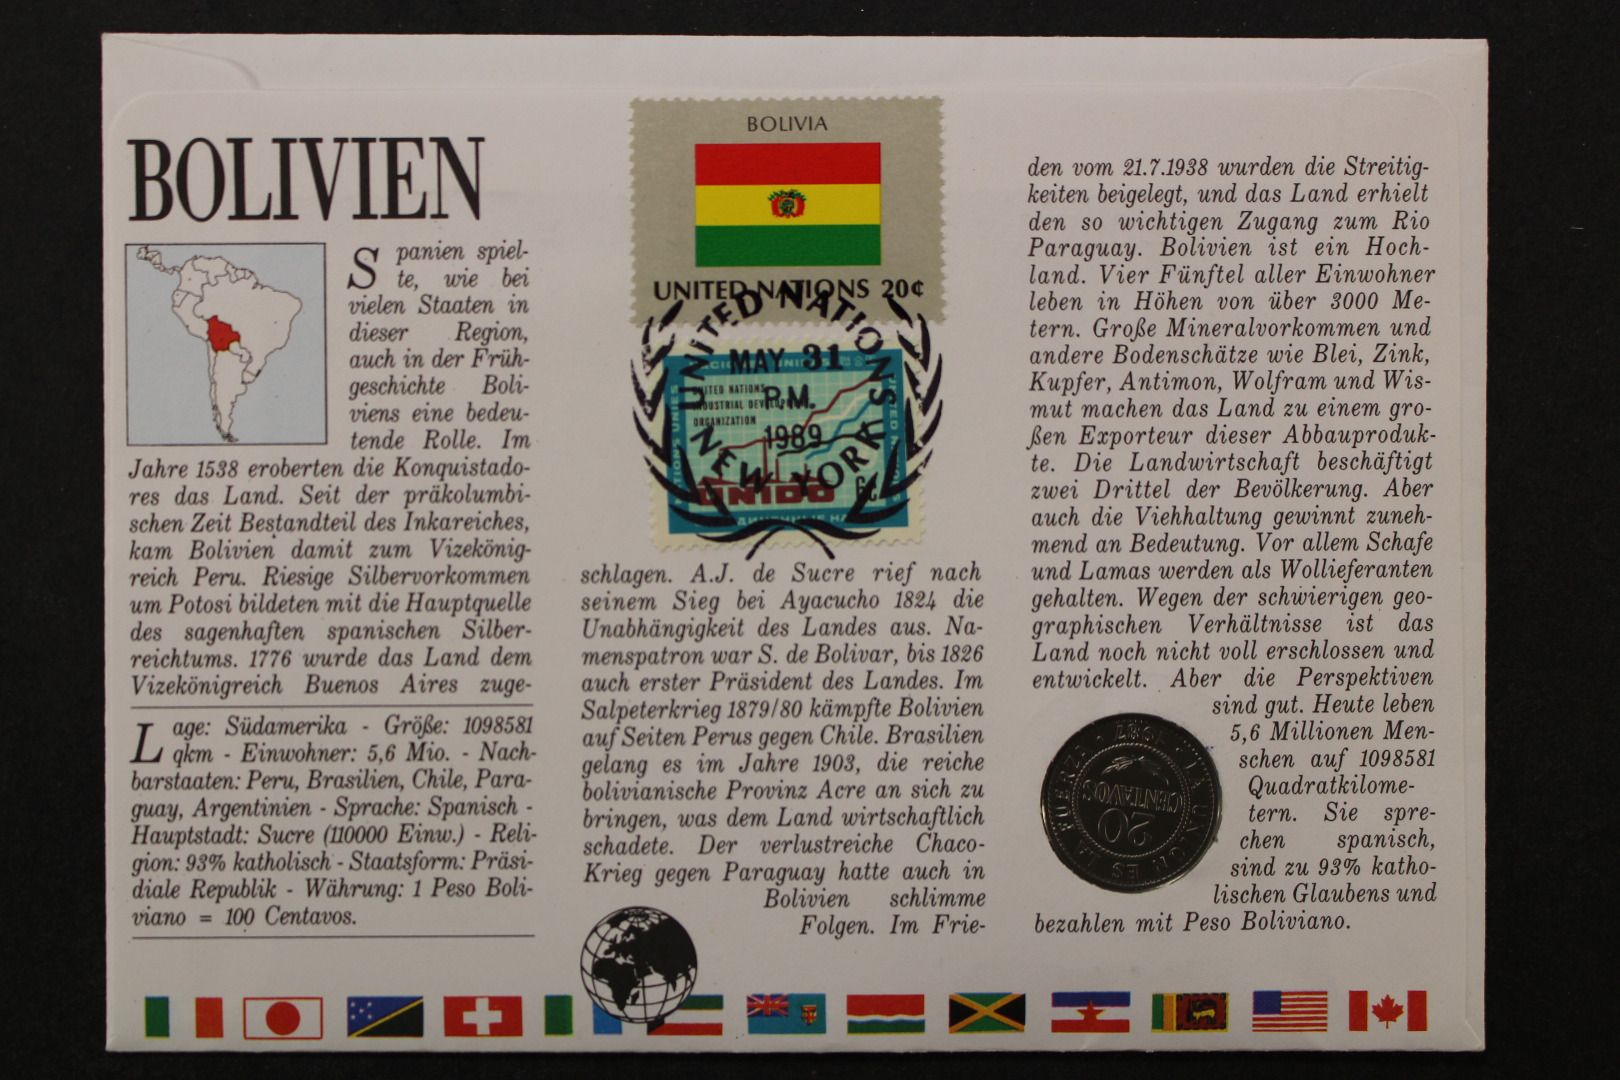 BOLIVIEN
Spanien spiel-
te, wie bei
vielen Staaten in
dieser Region,
auch in der Früh-
geschichte Boli-
viens eine bedeu-
tende Rolle. Im
Jahre 1538 eroberten die Konquistado-
res das Land. Seit der präkolumbi-
schen Zeit Bestandteil des Inkareiches,
kam Bolivien damit zum Vizekönig-
reich Peru. Riesige Silbervorkommen
um Potosi bildeten mit die Hauptquelle
des sagenhaften spanischen Silber-
reichtums. 1776 wurde das Land dem
Vizekönigreich Buenos Aires zuge-
Lage: Südamerika - Größe: 1098581
qkm - Einwohner: 5,6 Mio. - Nach-
barstaaten: Peru, Brasilien, Chile, Para-
guay, Argentinien - Sprache: Spanisch -
Hauptstadt: Sucre (110000 Einw.) - Reli-
gion: 93% katholisch - Staatsform: Präsi-
diale Republik - Währung: 1 Peso Boli-
viano = 100 Centavos.
BOLIVIA
UNITED NATIONS 20¢
UNITED NATIONS
MAY 31
P.M.
1989
NEW YORK
UNITED NATIONS
INDUSTRIAL DEVELOPMENT
ORGANIZATION
UNIDO
6c
schlagen. A.J. de Sucre rief nach
seinem Sieg bei Ayacucho 1824 die
Unabhängigkeit des Landes aus. Na-
menspatron war S. de Bolivar, bis 1826
auch erster Präsident des Landes. Im
Salpeterkrieg 1879/80 kämpfte Bolivien
auf Seiten Perus gegen Chile. Brasilien
gelang es im Jahre 1903, die reiche
bolivianische Provinz Acre an sich zu
bringen, was dem Land wirtschaftlich
schadete. Der verlustreiche Chaco-
Krieg gegen Paraguay hatte auch in
Bolivien schlimme
Folgen. Im Frie-
den vom 21.7.1938 wurden die Streitig-
keiten beigelegt, und das Land erhielt
den so wichtigen Zugang zum Rio
Paraguay. Bolivien ist ein Hoch-
land. Vier Fünftel aller Einwohner
leben in Höhen von über 3000 Me-
tern. Große Mineralvorkommen und
andere Bodenschätze wie Blei, Zink,
Kupfer, Antimon, Wolfram und Wis-
mut machen das Land zu einem gro-
ßen Exporteur dieser Abbauproduk-
te. Die Landwirtschaft beschäftigt
zwei Drittel der Bevölkerung. Aber
auch die Viehhaltung gewinnt zuneh-
mend an Bedeutung. Vor allem Schafe
und Lamas werden als Wollieferanten
gehalten. Wegen der schwierigen geo-
graphischen Verhältnisse ist das
Land noch nicht voll erschlossen und
entwickelt. Aber die Perspektiven
sind gut. Heute leben
5,6 Millionen Men-
schen auf 1098581
Quadratkilome-
tern. Sie spre-
chen spanisch,
sind zu 93% katho-
lischen Glaubens und
bezahlen mit Peso Boliviano.
LA UNION ES LA FUERZA
1987
20
CENTAVOS